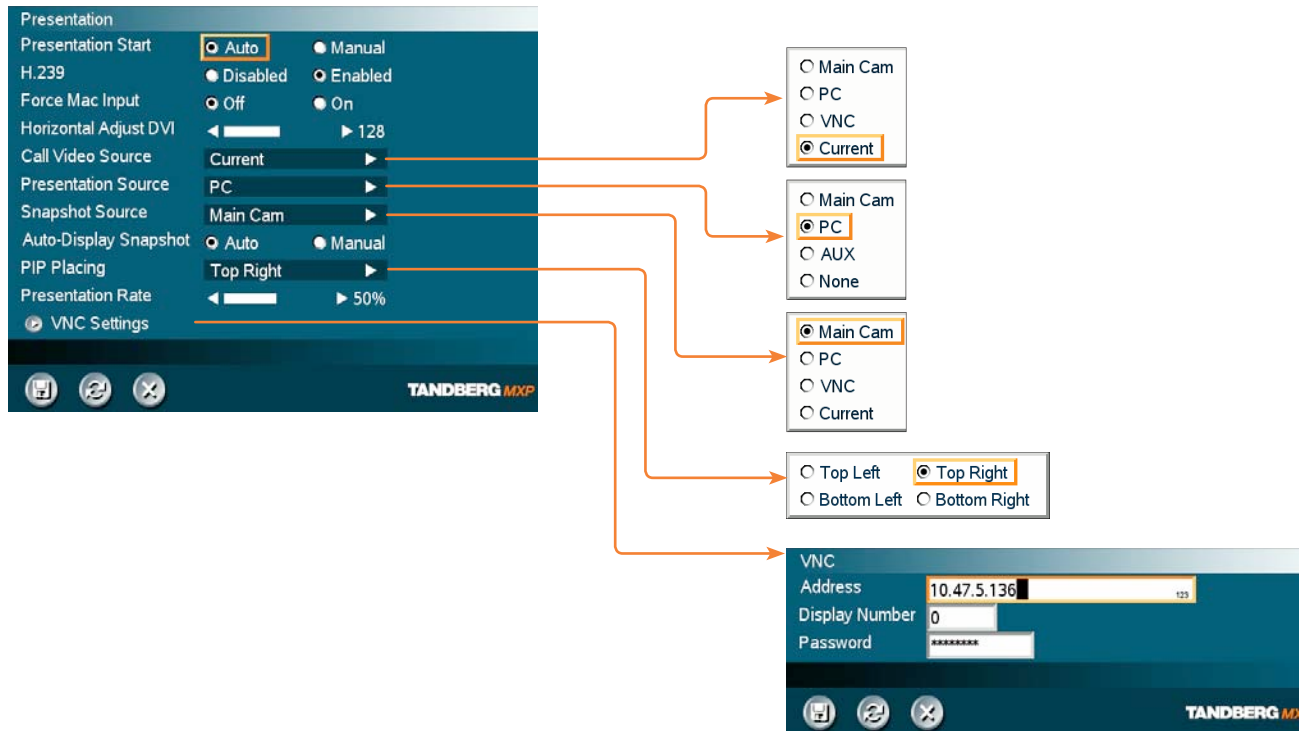 Presentation
Presentation Start Auto Manual
H.239 Disabled Enabled
Force Mac Input Off On
Horizontal Adjust DVI 128
Call Video Source Current
Presentation Source PC
Snapshot Source Main Cam
Auto-Display Snapshot Auto Manual
PIP Placing Top Right
Presentation Rate 50%
VNC Settings
TANDBERG MXP
Main Cam
PC
VNC
Current
Main Cam
PC
AUX
None
Main Cam
PC
VNC
Current
Top Left Top Right
Bottom Left Bottom Right
VNC
Address 10.47.5.136 123
Display Number 0
Password ********
TANDBERG